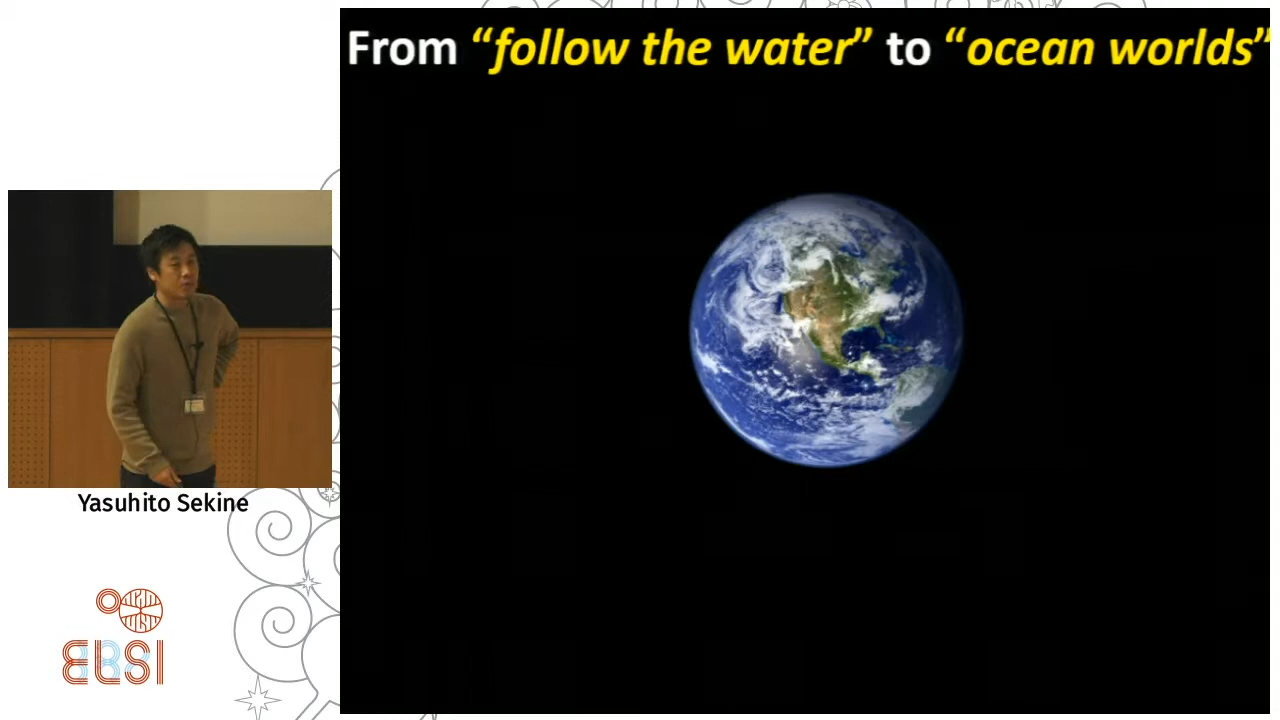 From “follow the water” to “ocean worlds”
Yasuhito Sekine
ELSI